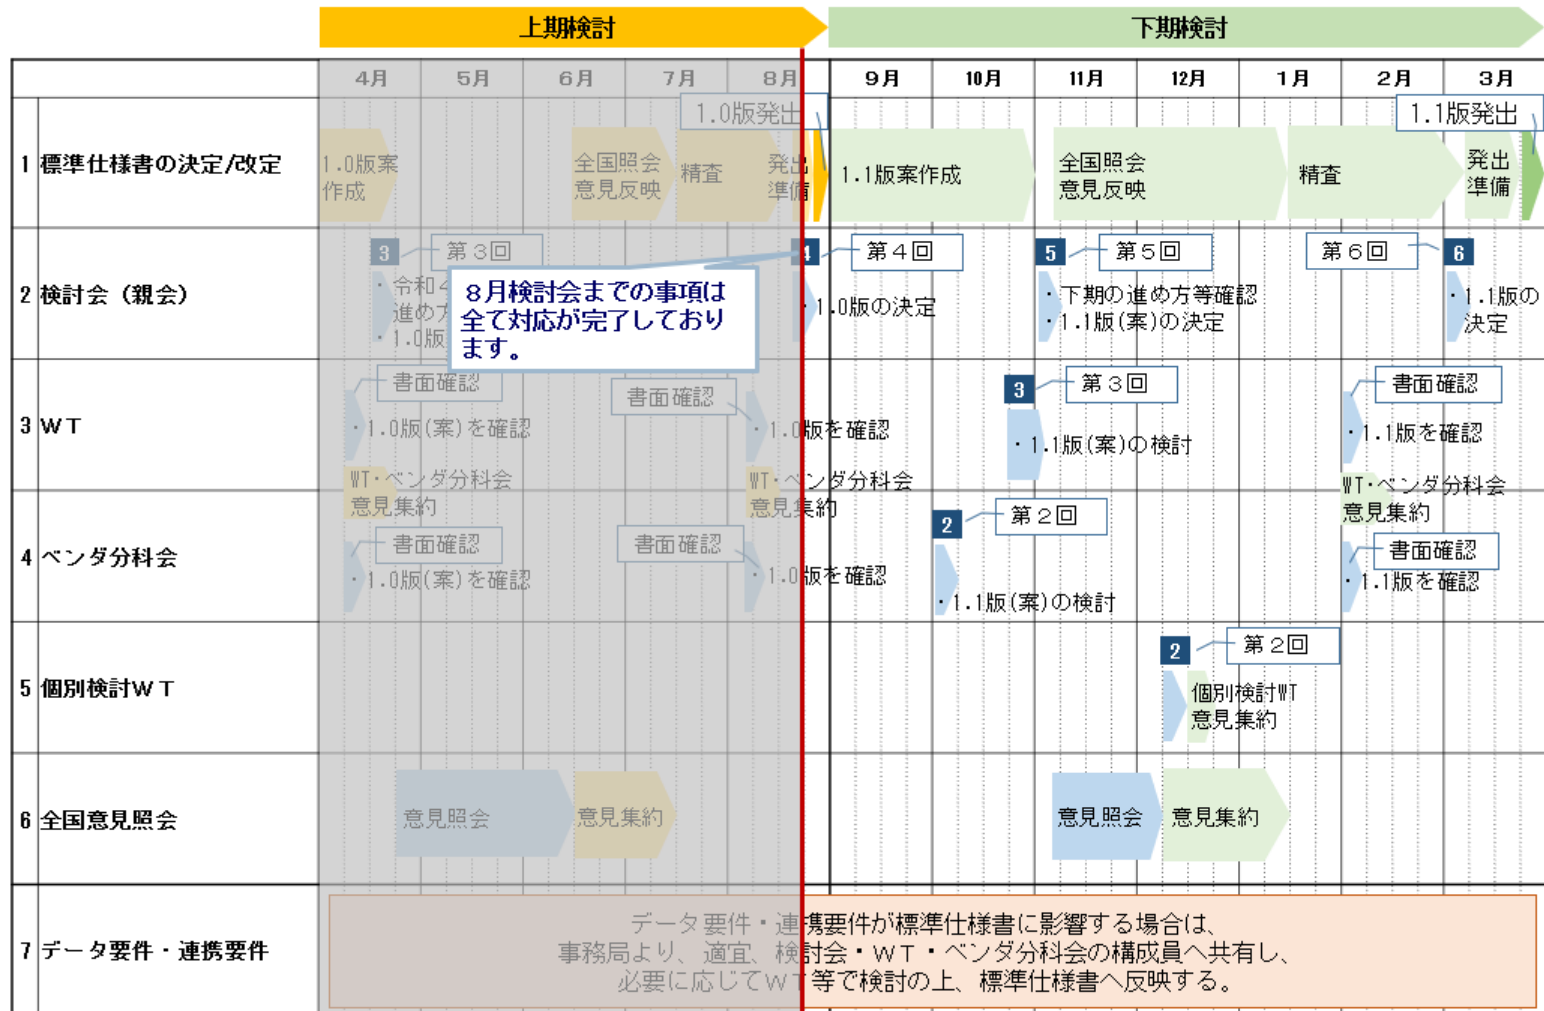 上期検討
下期検討
4月
5月
6月
7月
8月
9月
10月
11月
12月
1月
2月
3月
1 標準仕様書の決定/改定
1.0版案
作成
全国照会
意見反映
精査
発出
準備
1.0版発出
1.1版案作成
全国照会
意見反映
精査
発出
準備
1.1版発出
2 検討会（親会）
3
第３回
・令和４
進め方
・1.0版
８月検討会までの事項は
全て対応が完了しており
ます。
4
第４回
・1.0版の決定
5
第５回
・下期の進め方等確認
・1.1版(案)の決定
第６回
6
・1.1版の
決定
3 ＷＴ
書面確認
・1.0版(案)を確認
書面確認
・1.0版を確認
3
第３回
・1.1版(案)の検討
書面確認
・1.1版を確認
WT・ベンダ分科会
意見集約
WT・ベンダ分科会
意見集約
WT・ベンダ分科会
意見集約
4 ベンダ分科会
書面確認
・1.0版(案)を確認
書面確認
・1.0版を確認
2
第２回
・1.1版(案)の検討
書面確認
・1.1版を確認
5 個別検討ＷＴ
2
第２回
個別検討WT
意見集約
6 全国意見照会
意見照会
意見集約
意見照会
意見集約
7 データ要件・連携要件
データ要件・連携要件が標準仕様書に影響する場合は、
事務局より、適宜、検討会・ＷＴ・ベンダ分科会の構成員へ共有し、
必要に応じてＷＴ等で検討の上、標準仕様書へ反映する。